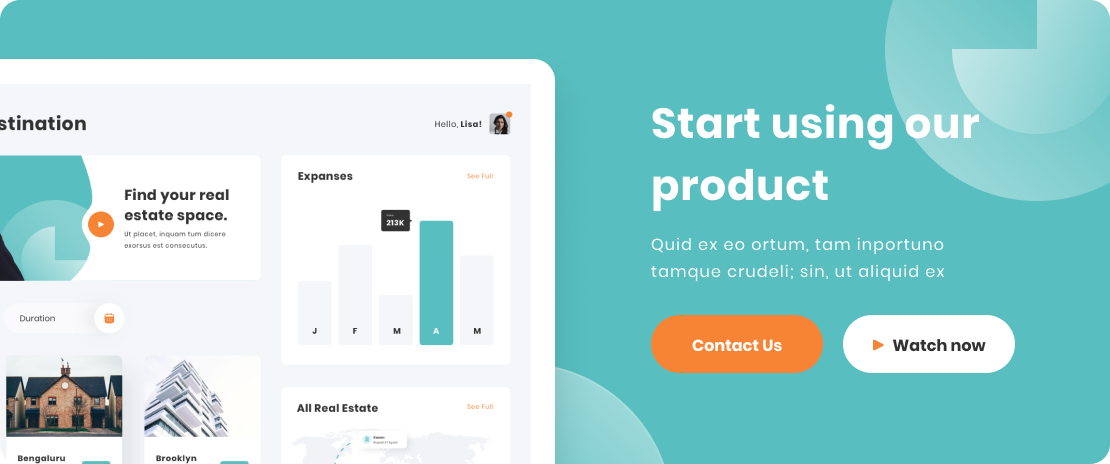 stination
Hello, Lisa!
Find your real
estate space.
Ut placet, inquam tum dicere
exorsus est consecutus.
Duration
Bengaluru
Brooklyn
Expanses
See Full
213K
J F M A M
All Real Estate
See Full
Start using our
product
Quid ex eo ortum, tam inportuno
tamque crudeli; sin, ut aliquid ex
Contact Us
Watch now